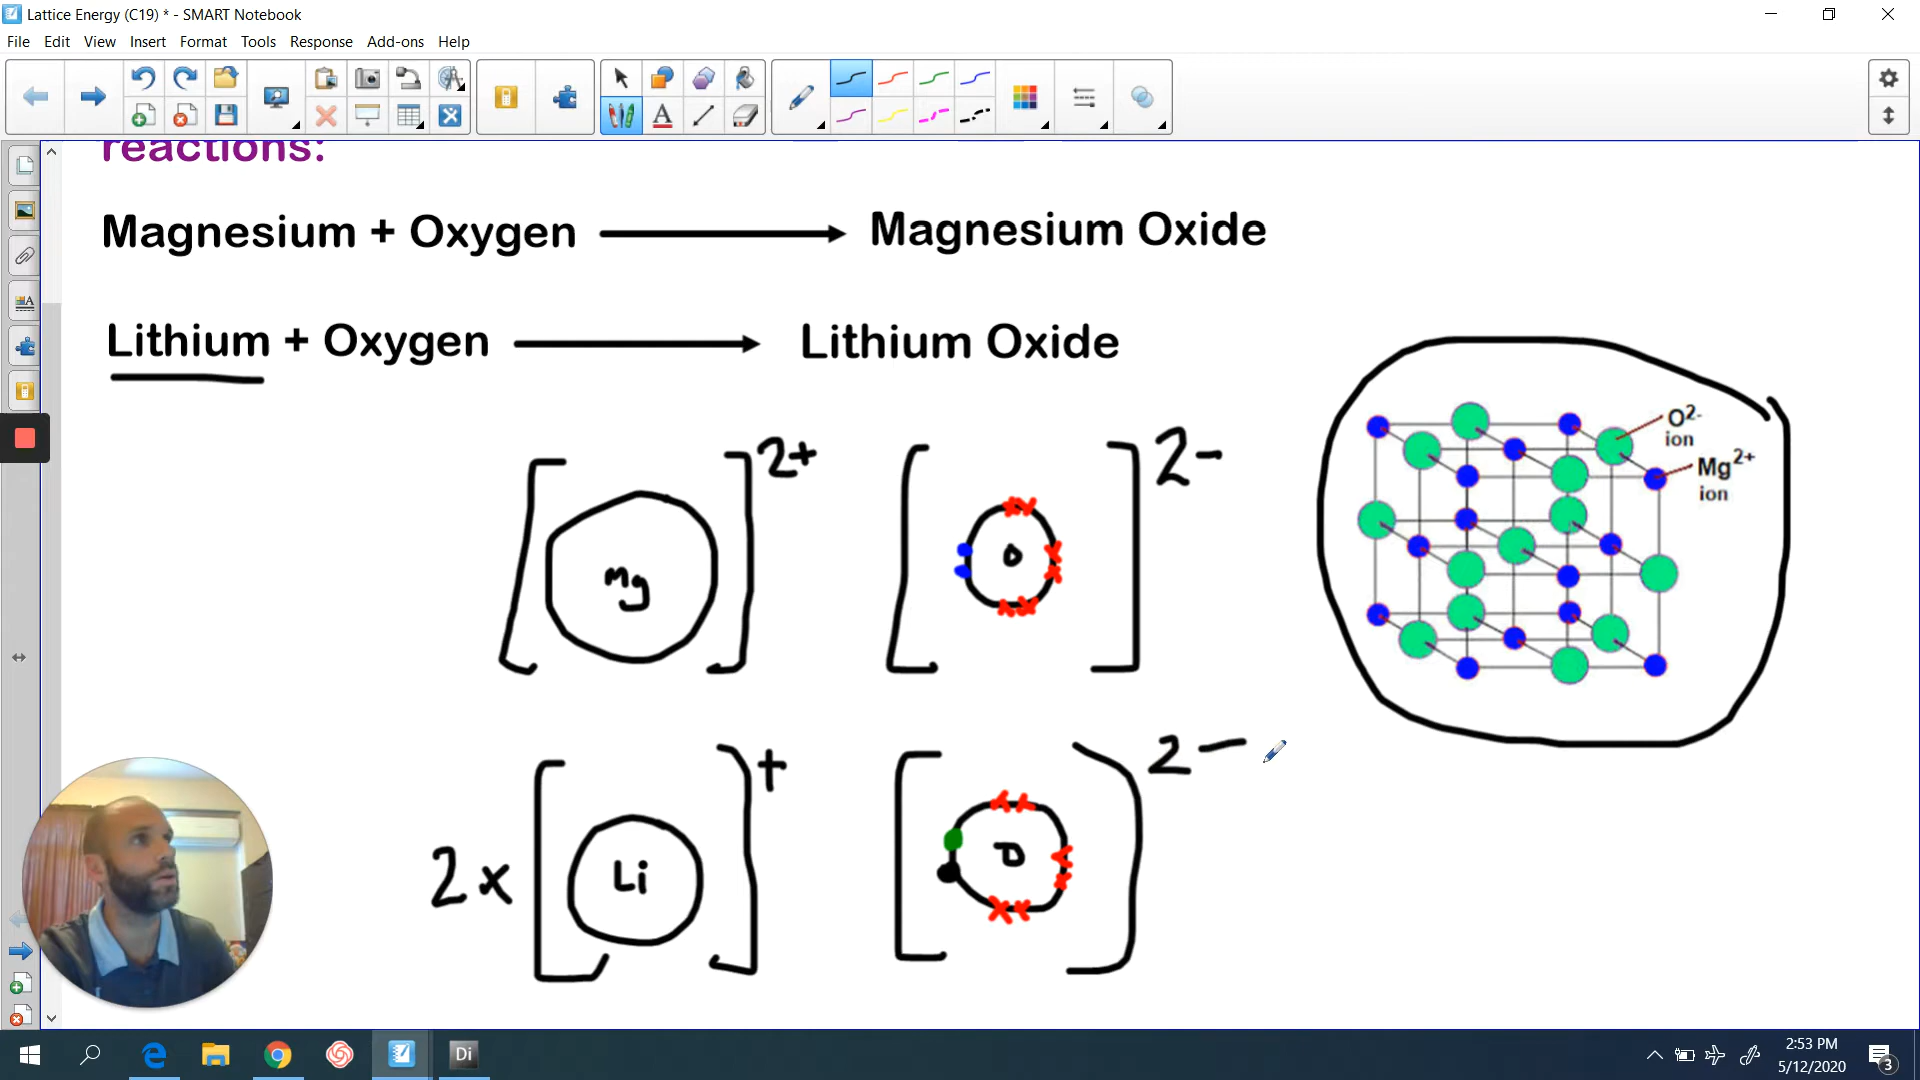 Lattice Energy (C19) * - SMART Notebook
File Edit View Insert Format Tools Response Add-ons Help
reactions:
Magnesium + Oxygen Magnesium Oxide
Lithium + Oxygen Lithium Oxide
O2-
ion
Mg2+
ion
[Mg]2+ [O]2-
2x [Li]+ [O]2-
Di
2:53 PM
5/12/2020
3